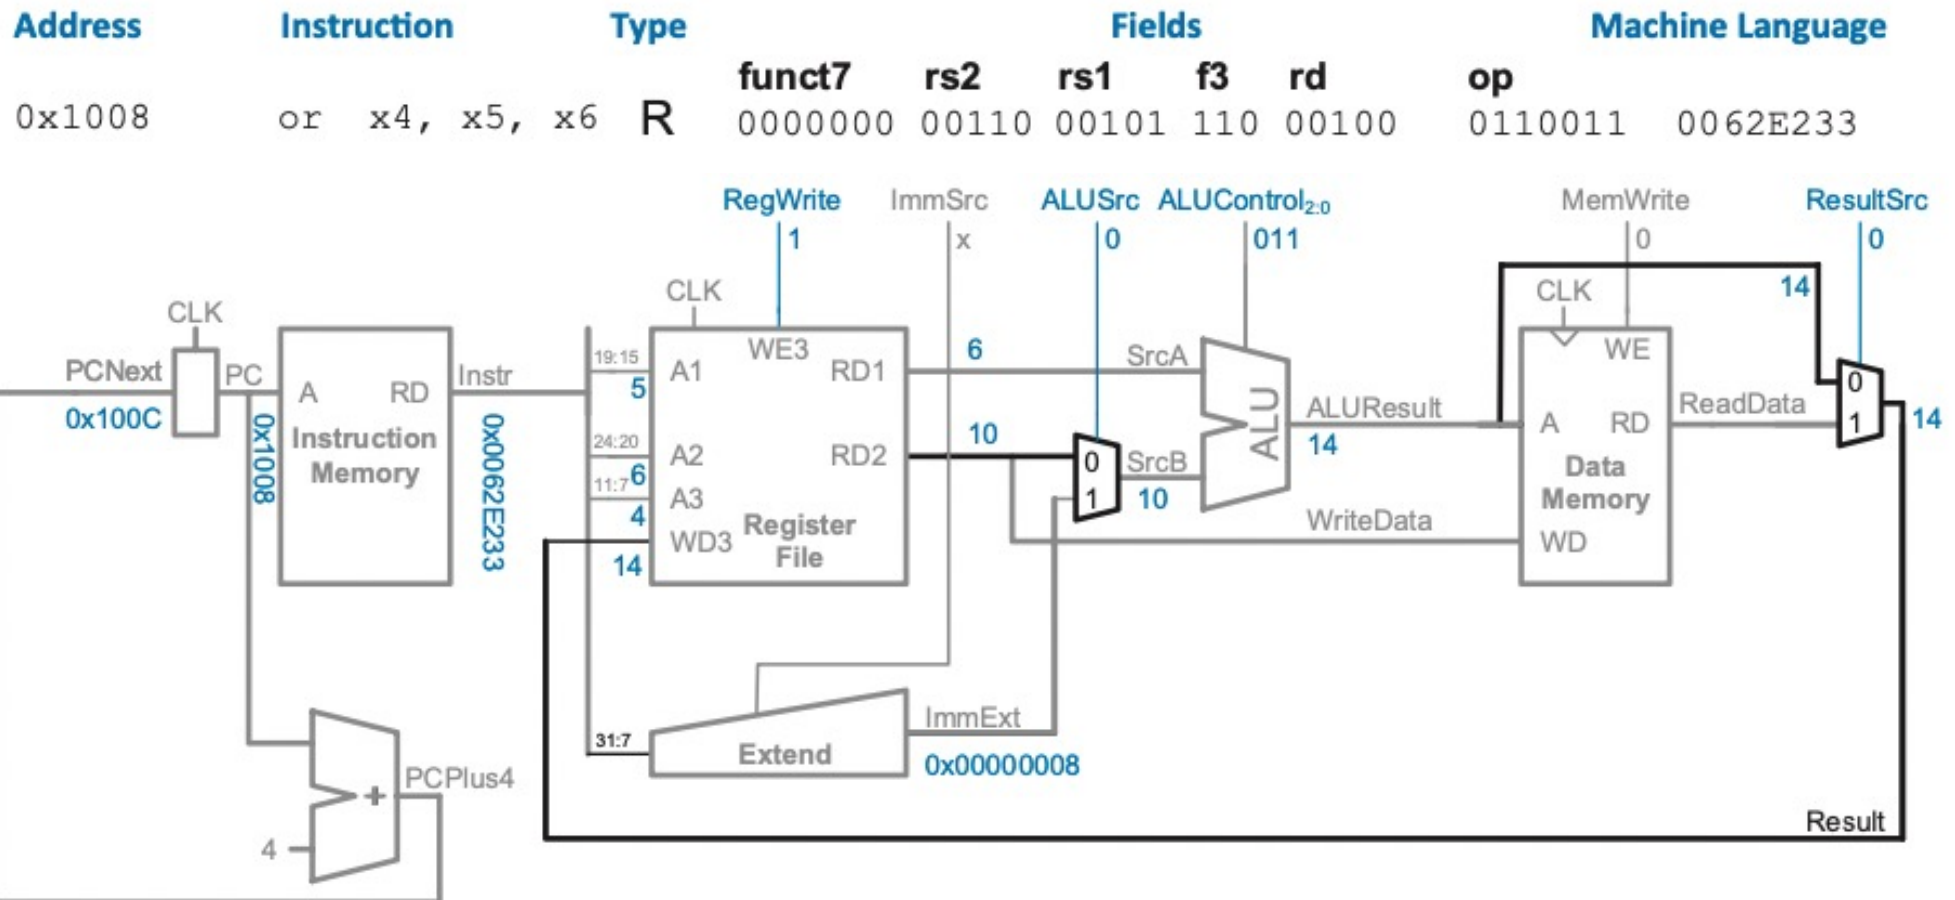 Address Instruction Type Fields Machine Language
funct7 rs2 rs1 f3 rd op
0x1008 or x4, x5, x6 R 0000000 00110 00101 110 00100 0110011 0062E233
RegWrite ImmSrc ALUSrc ALUControl2:0 MemWrite ResultSrc
1 x 0 011 0 0
CLK CLK CLK 14
PCNext PC A RD Instr
0x100C 0x1008 Instruction Memory 0x0062E233
19:15 5 A1 WE3 RD1 6 SrcA
24:20 6 A2 RD2 10 0 SrcB
11:7 4 A3 1 10
14 WD3 Register File
ALU ALUResult 14
A WE RD ReadData 0 1 14
Data Memory
WriteData WD
31:7 Extend ImmExt
0x00000008
+ PCPlus4
4
Result